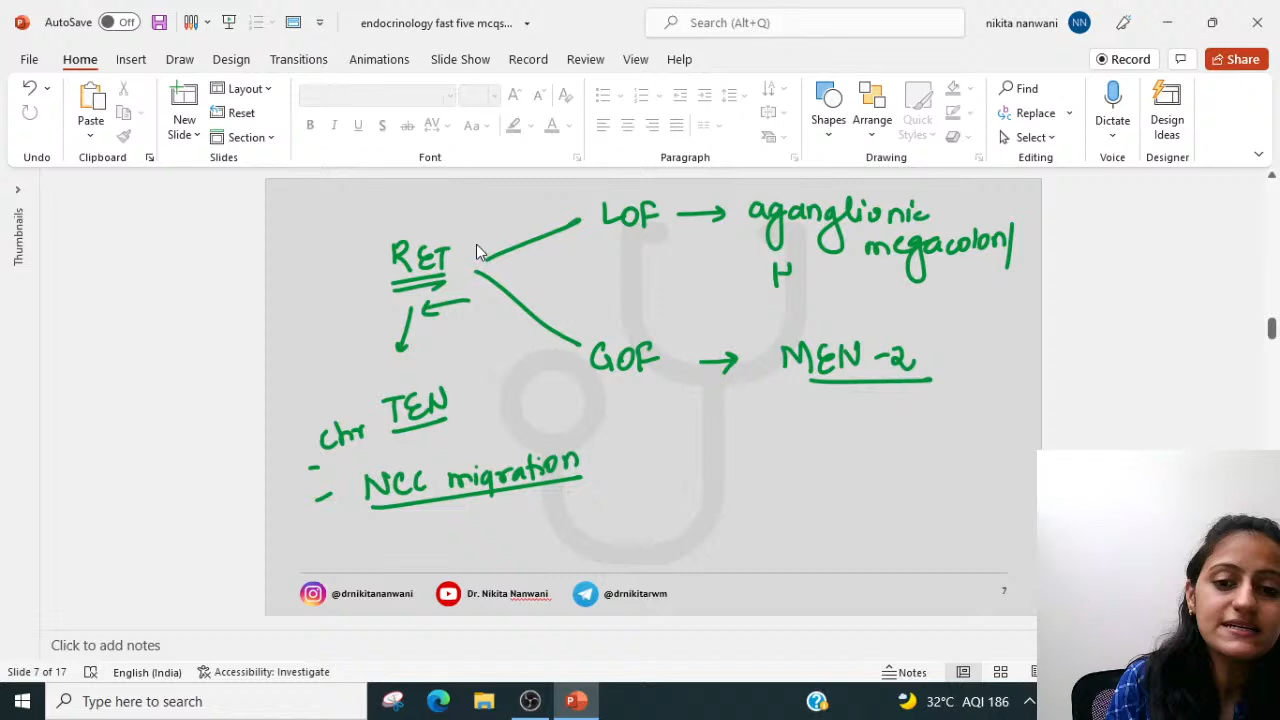 AutoSave Off endocrinology fast five mcqs... Search (Alt+Q) nikita nanwani NN
File Home Insert Draw Design Transitions Animations Slide Show Record Review View Help Record Share
Undo
Paste
Clipboard
New Slide
Layout
Reset
Section
Slides
B I U S ab AV Aa A
Font
Paragraph
Shapes
Arrange
Quick Styles
Drawing
Find
Replace
Select
Editing
Dictate
Voice
Design Ideas
Designer
Thumbnails
RET
LOF → aganglionic
megacolon/
H
GOF → MEN-2
TEN
chr
- NCC migration
@drnikitananwani Dr. Nikita Nanwani @drnikitarwm 7
Click to add notes
Slide 7 of 17 English (India) Accessibility: Investigate Notes
Type here to search 32°C AQI 186